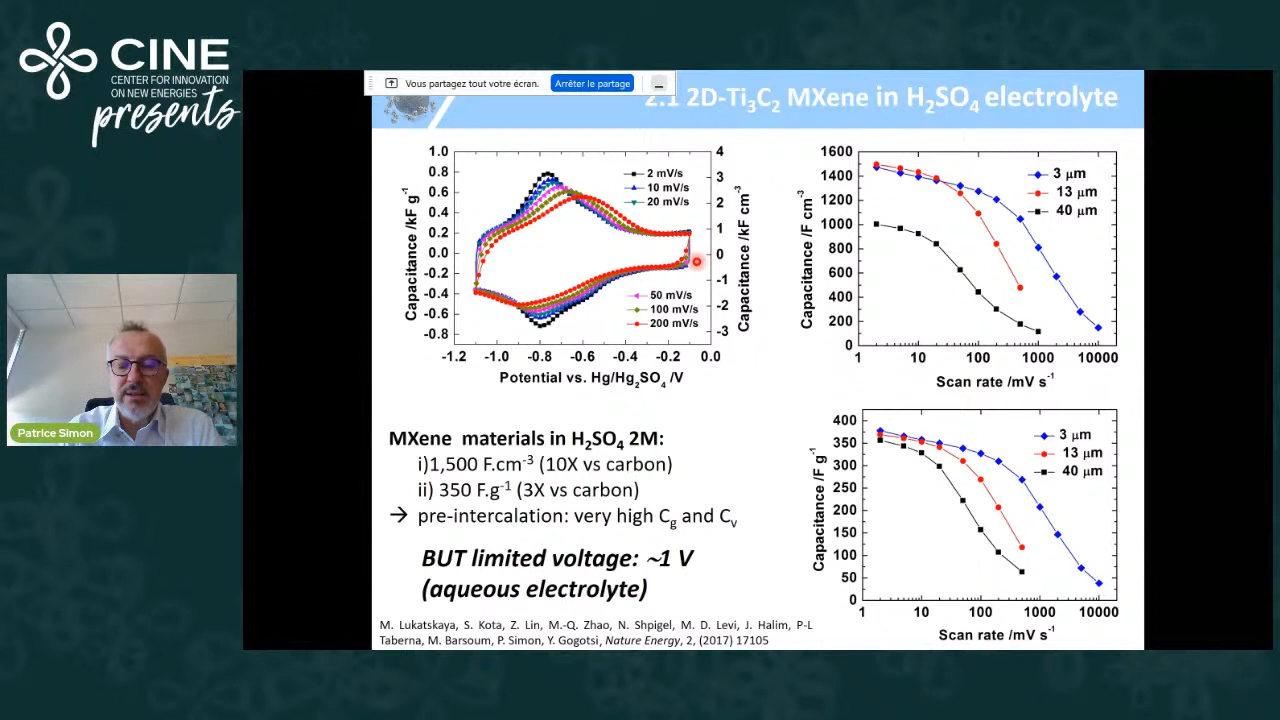 CINE
CENTER FOR INNOVATION
ON NEW ENERGIES
presents
Vous partagez tout votre écran. Arrêter le partage
2.1 2D-Ti₃C₂ MXene in H₂SO₄ electrolyte
1.0
0.8
0.6
0.4
0.2
0.0
-0.2
-0.4
-0.6
-0.8
Capacitance/kF g⁻¹
-1.2 -1.0 -0.8 -0.6 -0.4 -0.2 0.0
Potential vs. Hg/Hg₂SO₄ /V
4
3
2
1
0
-1
-2
-3
Capacitance/kF cm⁻³
2 mV/s
10 mV/s
20 mV/s
50 mV/s
100 mV/s
200 mV/s
1600
1400
1200
1000
800
600
400
200
0
Capacitance/F cm⁻³
3 μm
13 μm
40 μm
1 10 100 1000 10000
Scan rate/mV s⁻¹
MXene materials in H₂SO₄ 2M:
i)1,500 F.cm⁻³ (10X vs carbon)
ii) 350 F.g⁻¹ (3X vs carbon)
→ pre-intercalation: very high Cg and Cv
BUT limited voltage: ~1 V
(aqueous electrolyte)
400
350
300
250
200
150
100
50
0
Capacitance /F g⁻¹
3 μm
13 μm
40 μm
1 10 100 1000 10000
Scan rate /mV s⁻¹
M. Lukatskaya, S. Kota, Z. Lin, M.-Q. Zhao, N. Shpigel, M. D. Levi, J. Halim, P-L
Taberna, M. Barsoum, P. Simon, Y. Gogotsi, Nature Energy, 2, (2017) 17105
Patrice Simon